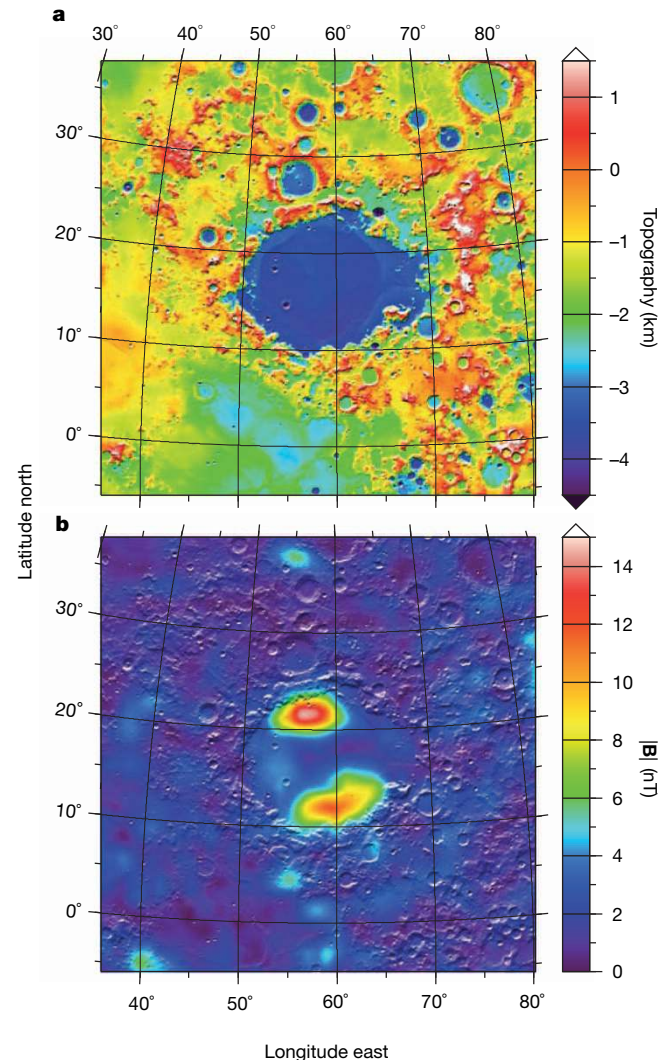 a
30° 40° 50° 60° 70° 80°
30°
20°
10°
0°
1
0
–1
–2
–3
–4
Topography (km)
Latitude north
b
30°
20°
10°
0°
14
12
10
8
6
4
2
0
|B| (nT)
40° 50° 60° 70° 80°
Longitude east